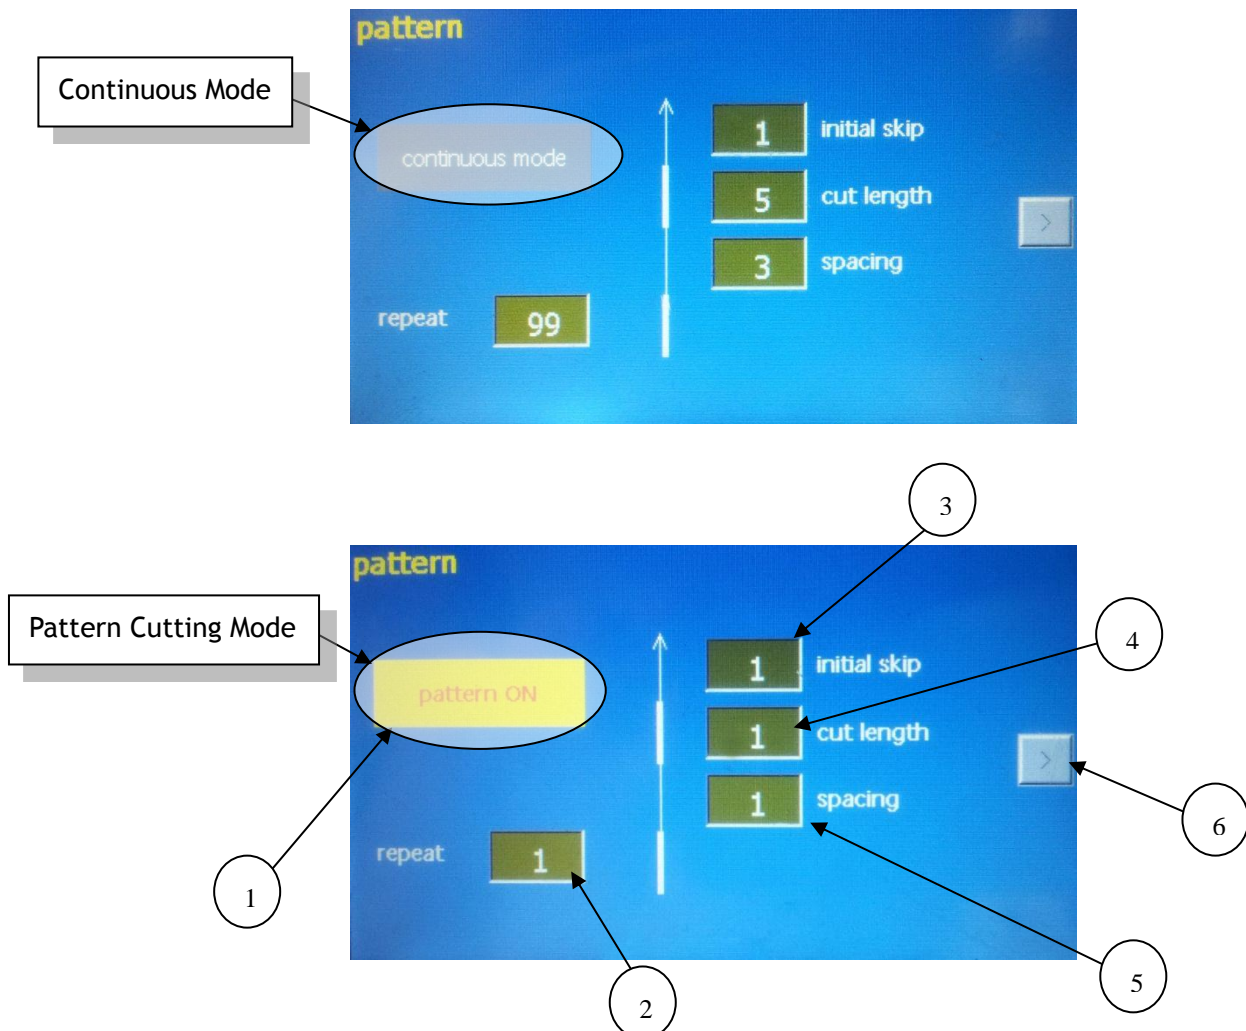 pattern
Continuous Mode
continuous mode
1 initial skip
5 cut length
3 spacing
>
repeat 99
3
pattern
4
Pattern Cutting Mode
pattern ON
1 initial skip
1 cut length
1 spacing
>
6
repeat 1
1
5
2